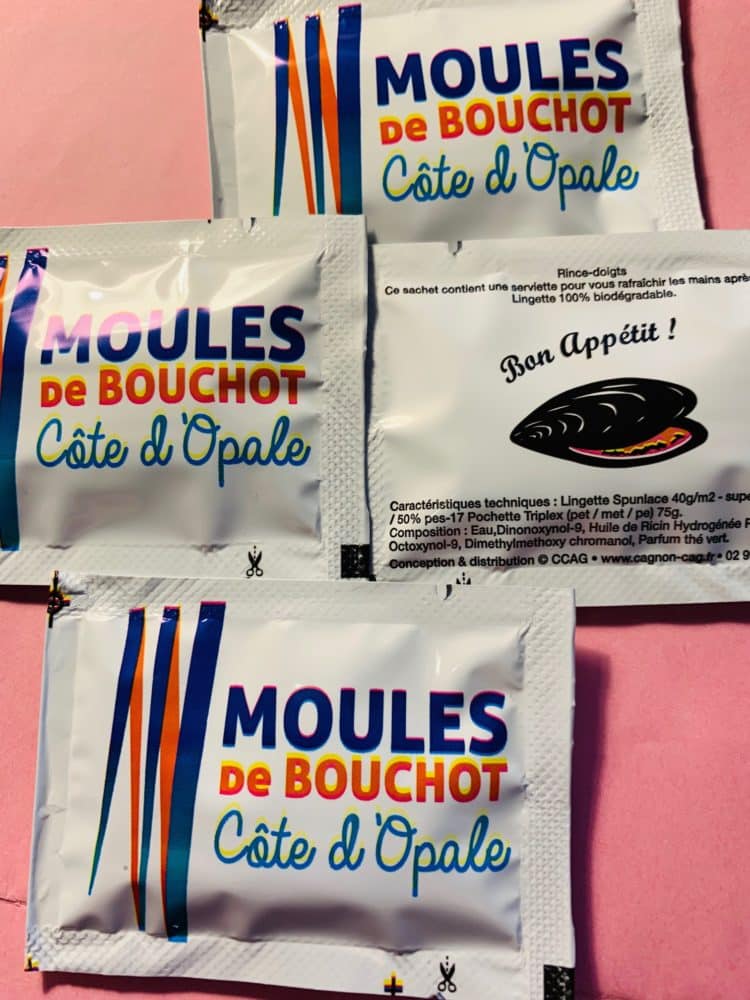 MOULES
De BOUCHOT
Côte d'Opale
MOULES
De BOUCHOT
Côte d'Opale
Rince-doigts
Ce sachet contient une serviette pour vous rafraîchir les mains
Lingette 100% biodégradable.
Bon Appétit !
Caractéristiques techniques : Lingette Spunlace 40g/m2 -
/ 50% pes-17 Pochette Triplex (pet / met / pe) 75g.
Composition : Eau,Dinonoxynol-9, Huile de Ricin Hydrogénée
Octoxynol-9, Dimethylmethoxy chromanol, Parfum thé vert.
Conception & distribution © CCAG • www.cagnon-cag.fr • 02
MOULES
De BOUCHOT
Côte d'Opale